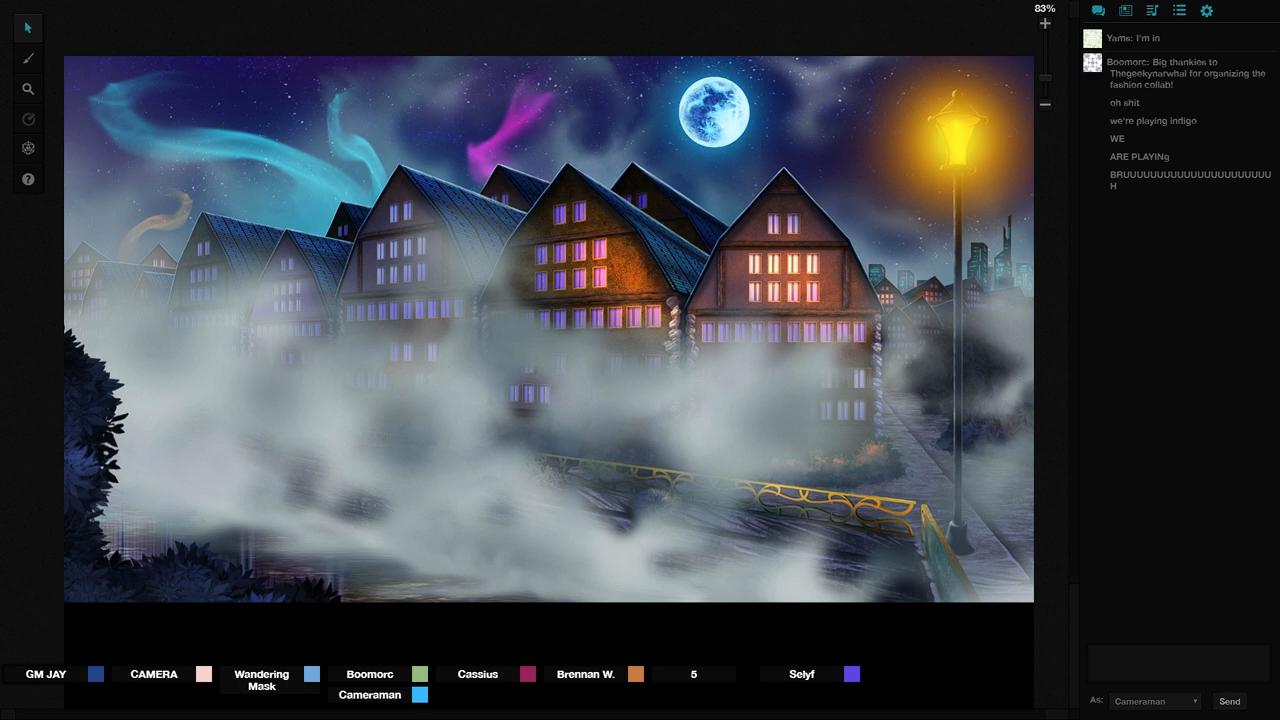 83%
Yams: I'm in
Boomorc: Big thankies to
Thegeekynarwhal for organizing the
fashion collab!
oh shit
we're playing indigo
WE
ARE PLAYINg
BRUUUUUUUUUUUUUUUUUUUUUU
H
GM JAY
CAMERA
Wandering
Mask
Boomorc
Cassius
Brennan W.
5
Selyf
Cameraman
As:
Cameraman
Send